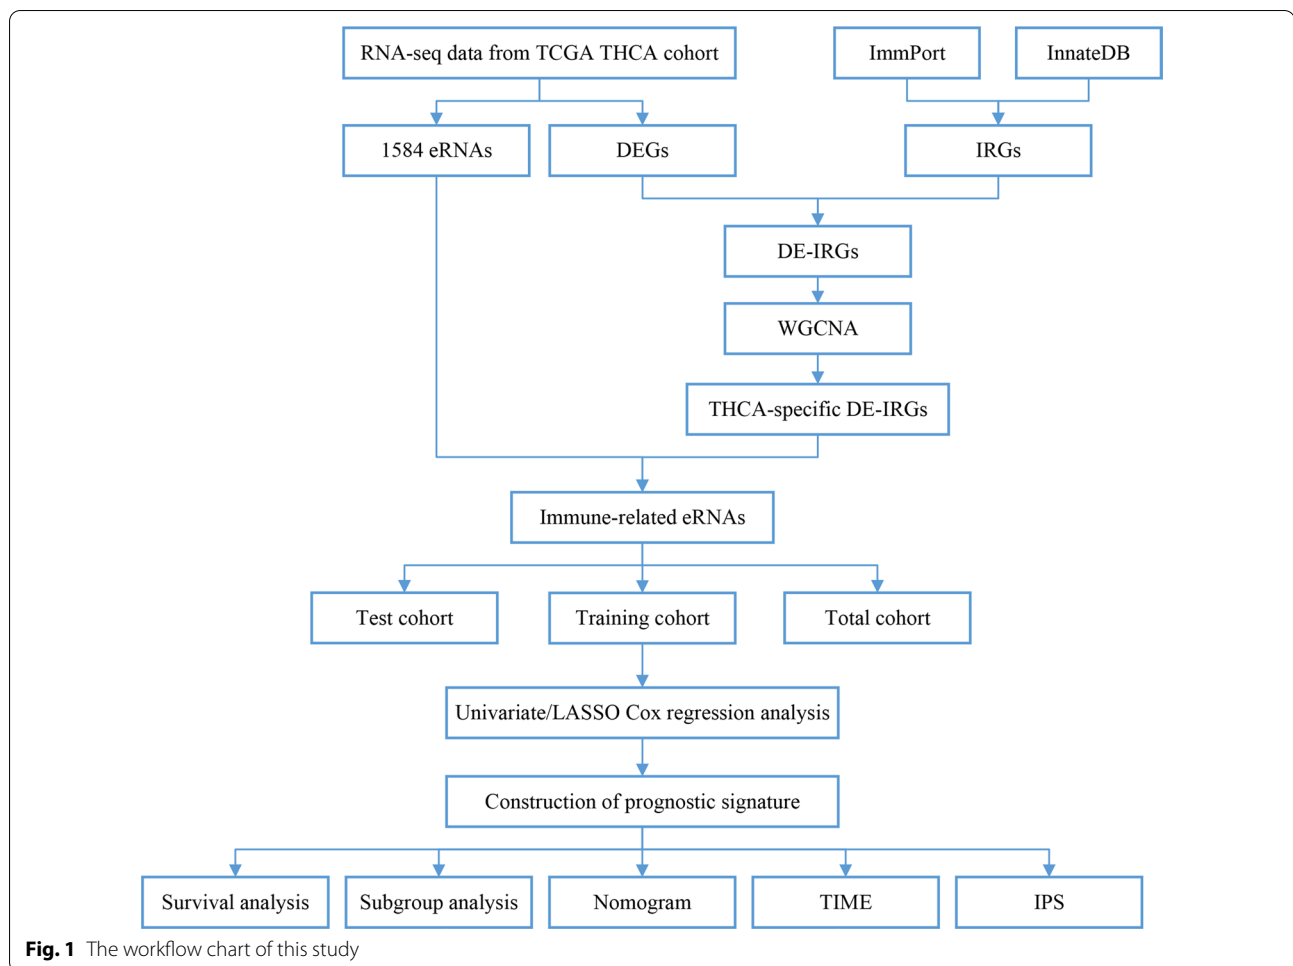 RNA-seq data from TCGA THCA cohort
ImmPort
InnateDB
1584 eRNAs
DEGs
IRGs
DE-IRGs
WGCNA
THCA-specific DE-IRGs
Immune-related eRNAs
Test cohort
Training cohort
Total cohort
Univariate/LASSO Cox regression analysis
Construction of prognostic signature
Survival analysis
Subgroup analysis
Nomogram
TIME
IPS
Fig. 1 The workflow chart of this study